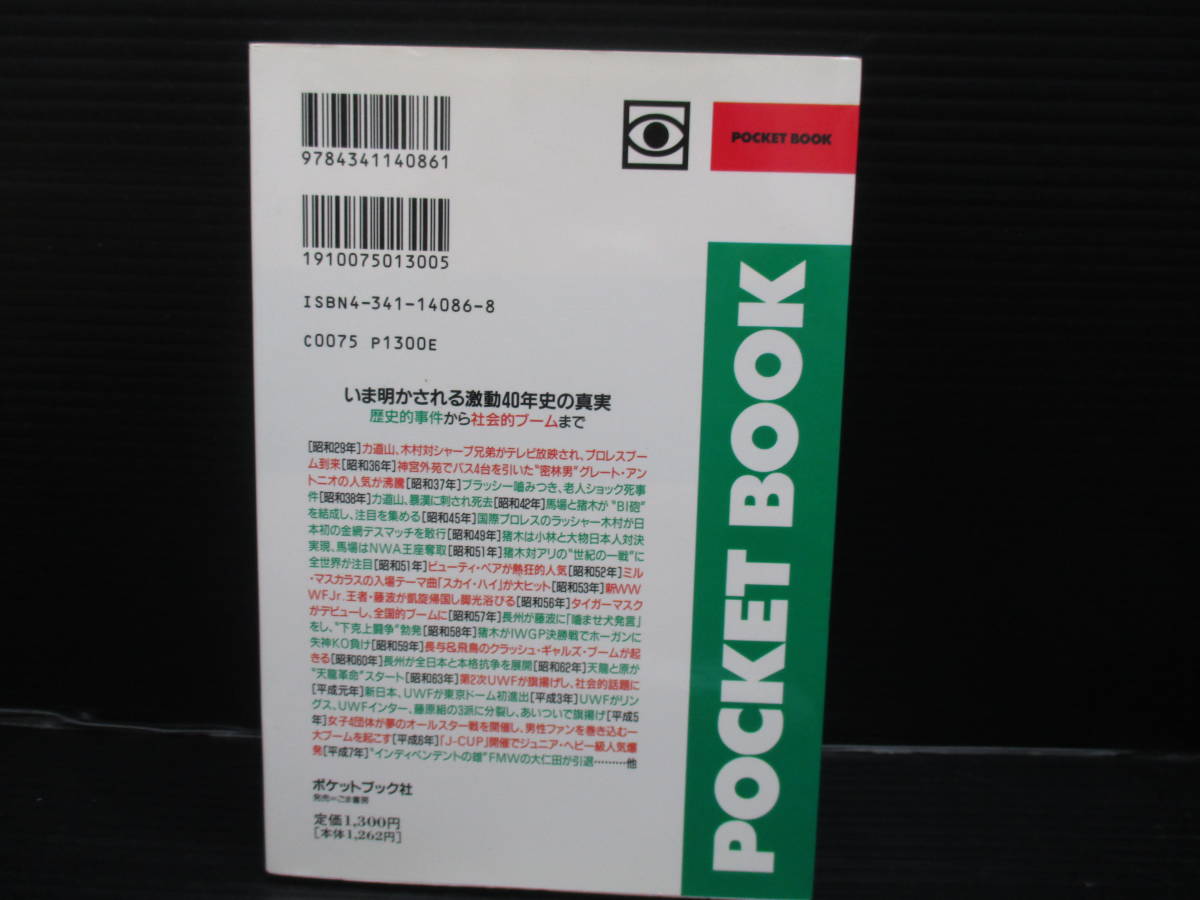 9784341140861
1910075013005
ISBN4-341-14086-8
C0075 P1300E
POCKET BOOK
POCKET BOOK
いま明かされる激動40年史の真実
歴史的事件から社会的ブームまで
[昭和29年]力道山、木村対シャープ兄弟がテレビ放映され、プロレスブー
ム到来[昭和36年]神宮外苑でバス4台を引いた“密林男”グレート・アン
トニオの人気が沸騰[昭和37年]ブラッシー噛みつき、老人ショック死事
件[昭和38年]力道山、暴漢に刺され死去[昭和42年]馬場と猪木が“BI砲”
を結成し、注目を集める[昭和45年]国際プロレスのラッシャー木村が日
本初の金網デスマッチを敢行[昭和49年]猪木は小林と大物日本人対決
実現、馬場はNWA王座奪取[昭和51年]猪木対アリの“世紀の一戦”に
全世界が注目[昭和51年]ビューティ・ペアが熱狂的人気[昭和52年]ミル
・マスカラスの入場テーマ曲「スカイ・ハイ」が大ヒット[昭和53年]新WW
WFJr.王者・藤波が凱旋帰国し脚光浴びる[昭和56年]タイガーマスク
がデビューし、全国的ブームに[昭和57年]長州が藤波に「噛ませ犬発言」
をし、“下克上闘争”勃発[昭和58年]猪木がIWGP決勝戦でホーガンに
失神KO負け[昭和59年]長与&飛鳥のクラッシュ・ギャルズ・ブームが起
きる[昭和60年]長州が全日本と本格抗争を展開[昭和62年]天龍と原か
“天龍革命”スタート[昭和63年]第2次UWFが旗揚げし、社会的話題に
[平成元年]新日本、UWFが東京ドーム初進出[平成3年]UWFがリン
グス、UWFインター、藤原組の3派に分裂し、あいついで旗揚げ[平成5
年]女子4団体が夢のオールスター戦を開催し、男性ファンを巻き込む一
大ブームを起こす[平成6年]「J-CUP」開催でジュニア・ヘビー級人気爆
発[平成7年]“インディペンデントの雄”FMWの大仁田が引退………他
ポケットブック社
発売=ごま書房
定価1,300円
[本体1,262円]